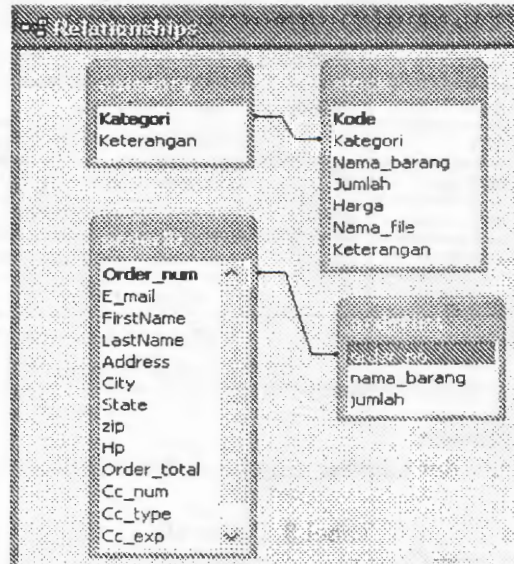 Relationships
Kategori
Keterangan
Kode
Kategori
Nama_barang
Jumlah
Harga
Nama_file
Keterangan
Order_num
E_mail
FirstName
LastName
Address
City
State
zip
Hp
Order_total
Cc_num
Cc_type
Cc_exp
nama_barang
jumlah